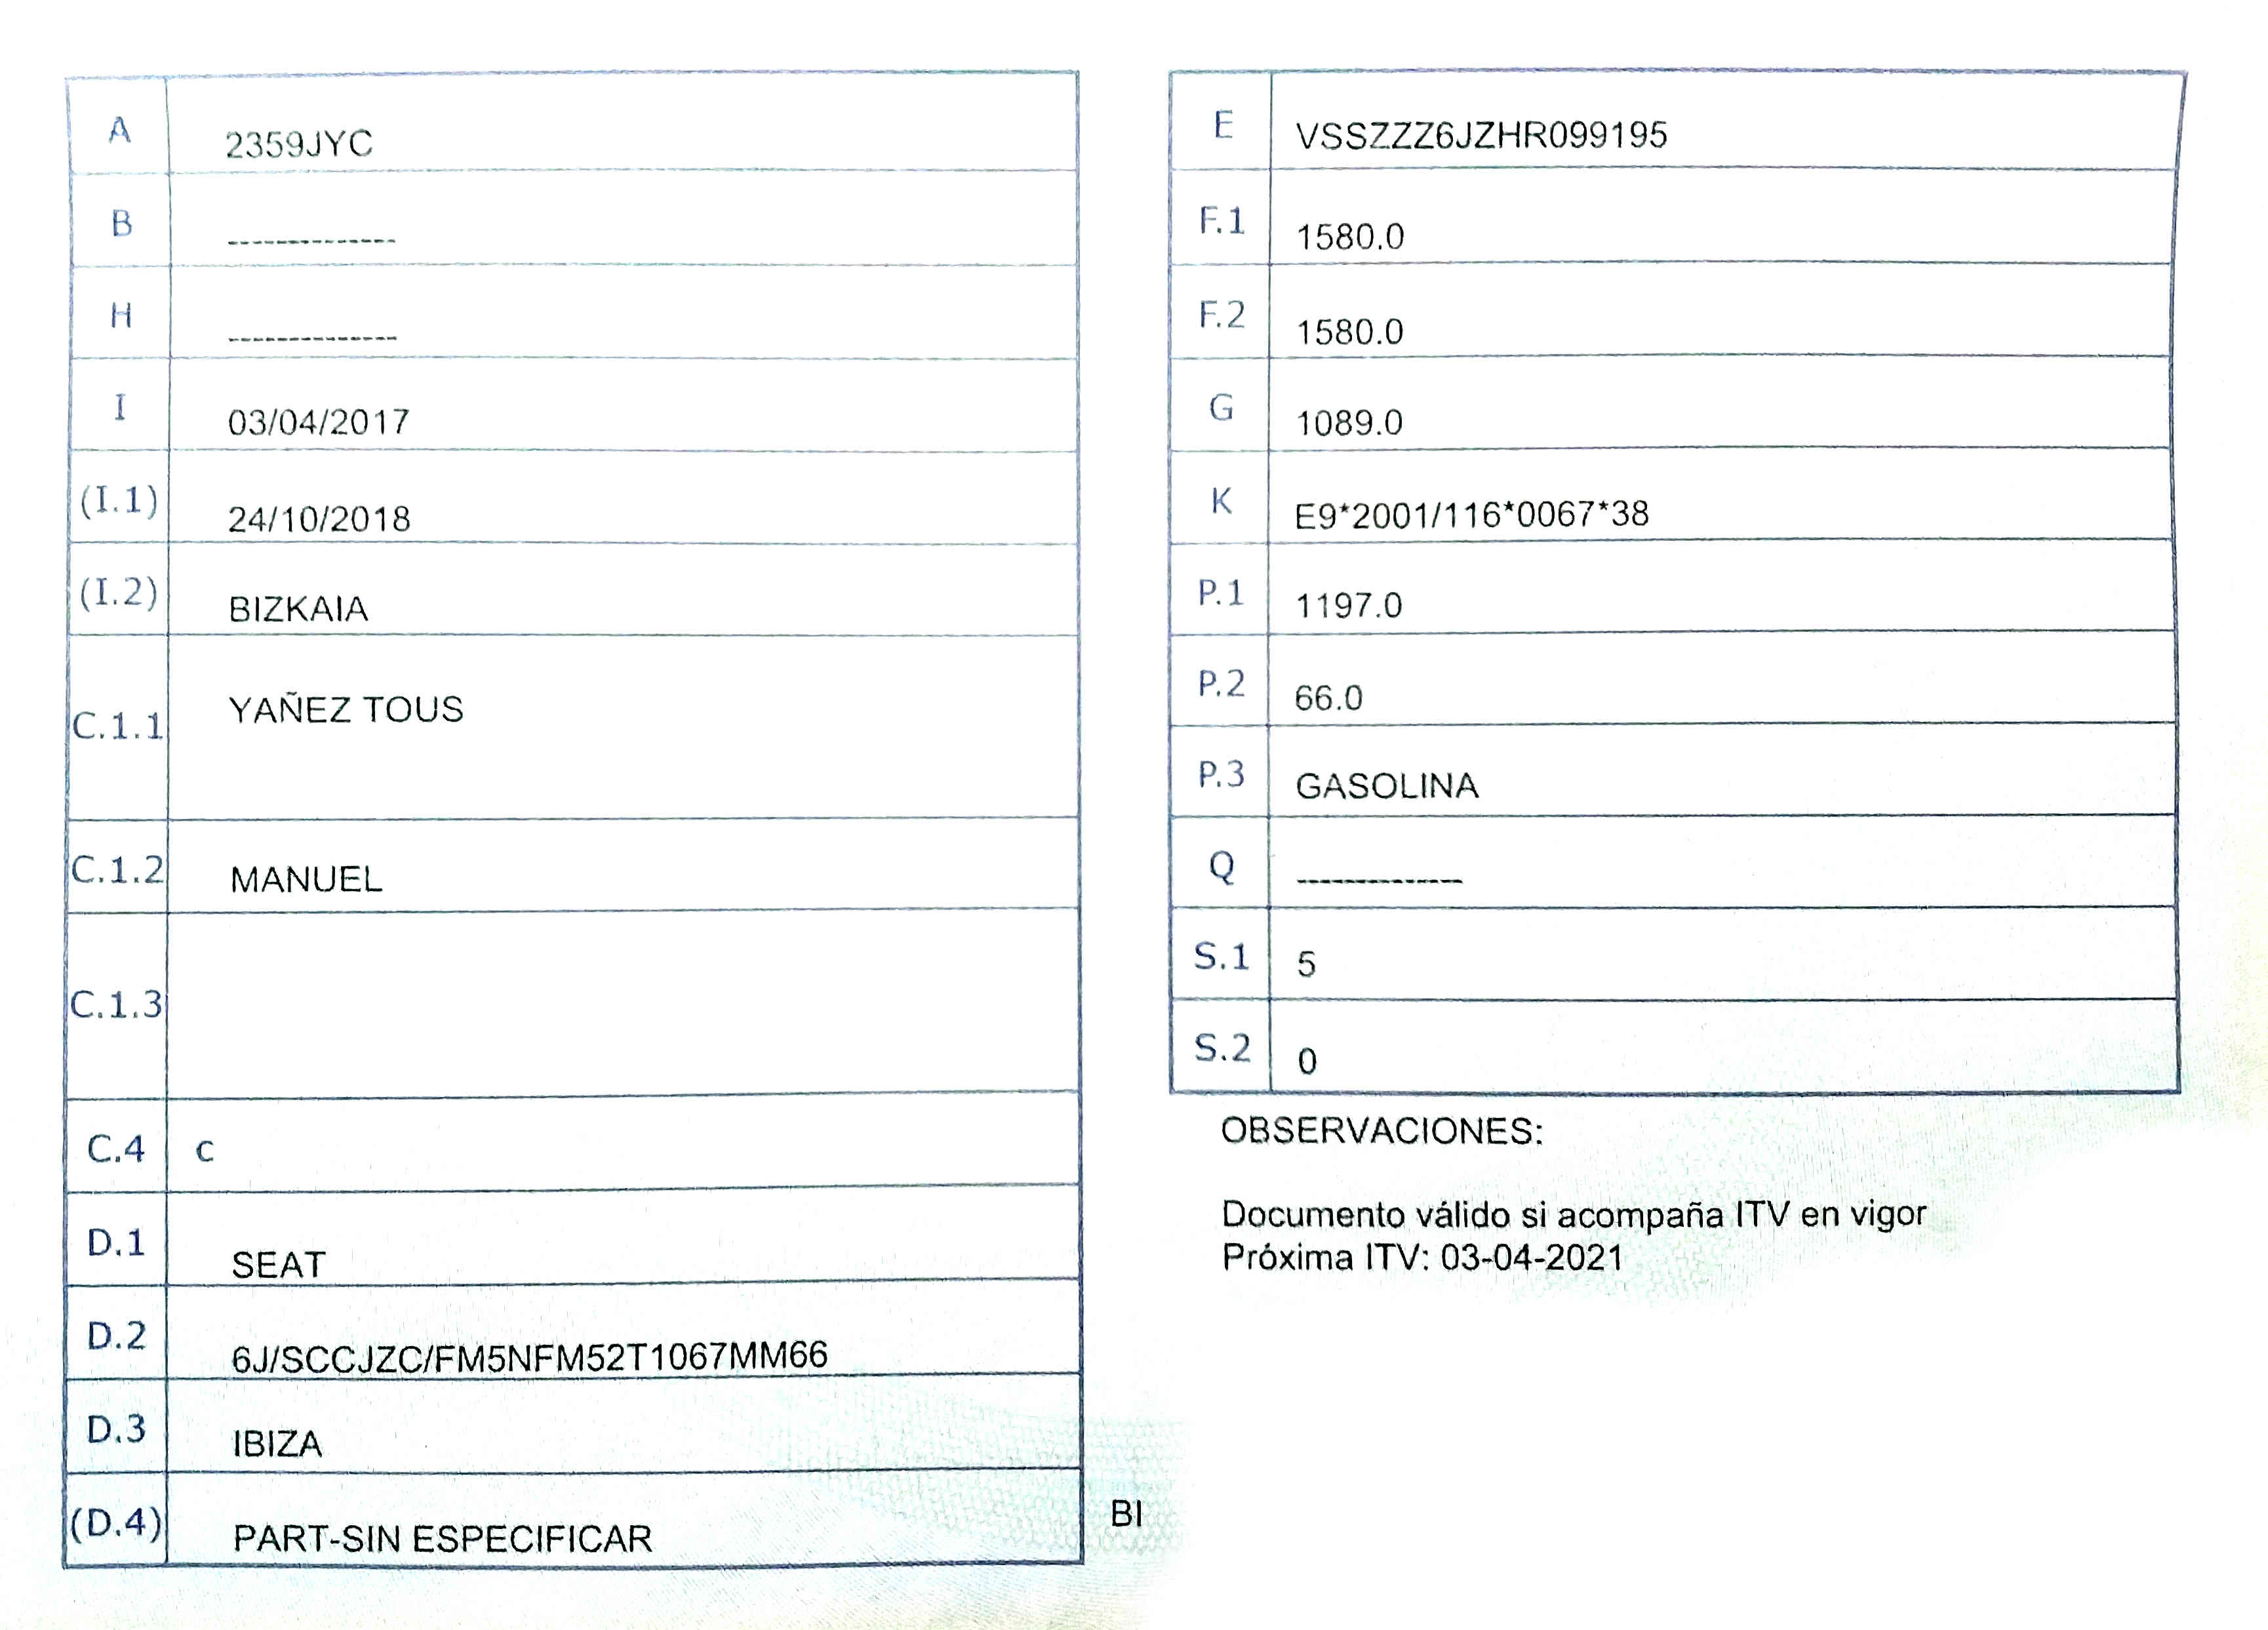 A 2359JYC
B --------------
H --------------
I 03/04/2017
(I.1) 24/10/2018
(I.2) BIZKAIA
C.1.1 YAÑEZ TOUS
C.1.2 MANUEL
C.1.3
C.4 c
D.1 SEAT
D.2 6J/SCCJZC/FM5NFM52T1067MM66
D.3 IBIZA
(D.4) PART-SIN ESPECIFICAR
BI
E VSSZZZ6JZHR099195
F.1 1580.0
F.2 1580.0
G 1089.0
K E9*2001/116*0067*38
P.1 1197.0
P.2 66.0
P.3 GASOLINA
Q --------------
S.1 5
S.2 0
OBSERVACIONES:
Documento válido si acompaña ITV en vigor
Próxima ITV: 03-04-2021